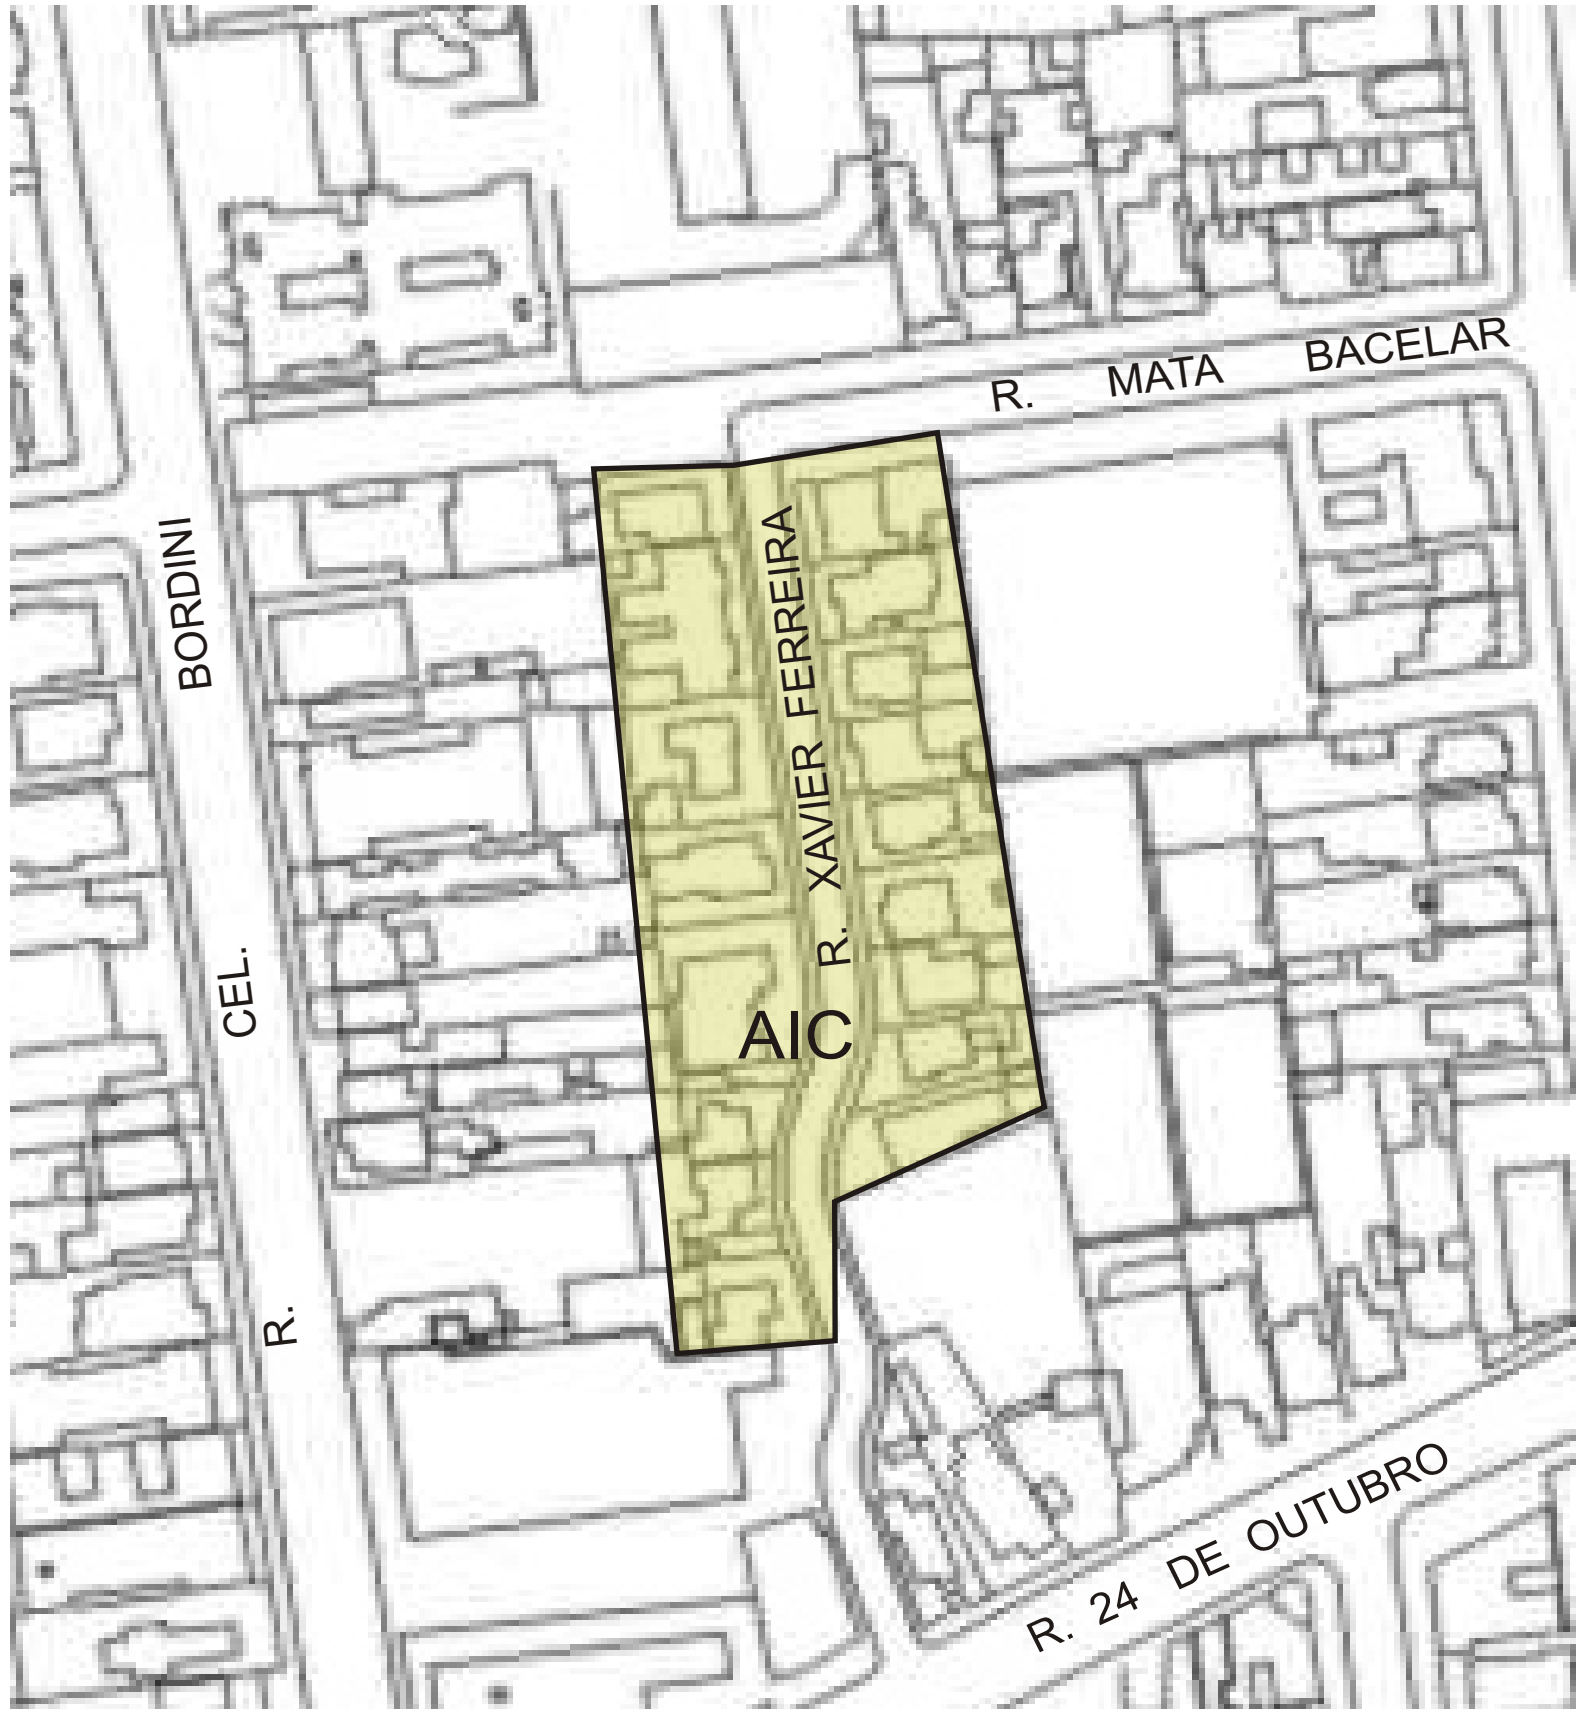 R. MATA BACELAR
R. XAVIER FERREIRA
R. CEL. BORDINI
AIC
R. 24 DE OUTUBRO